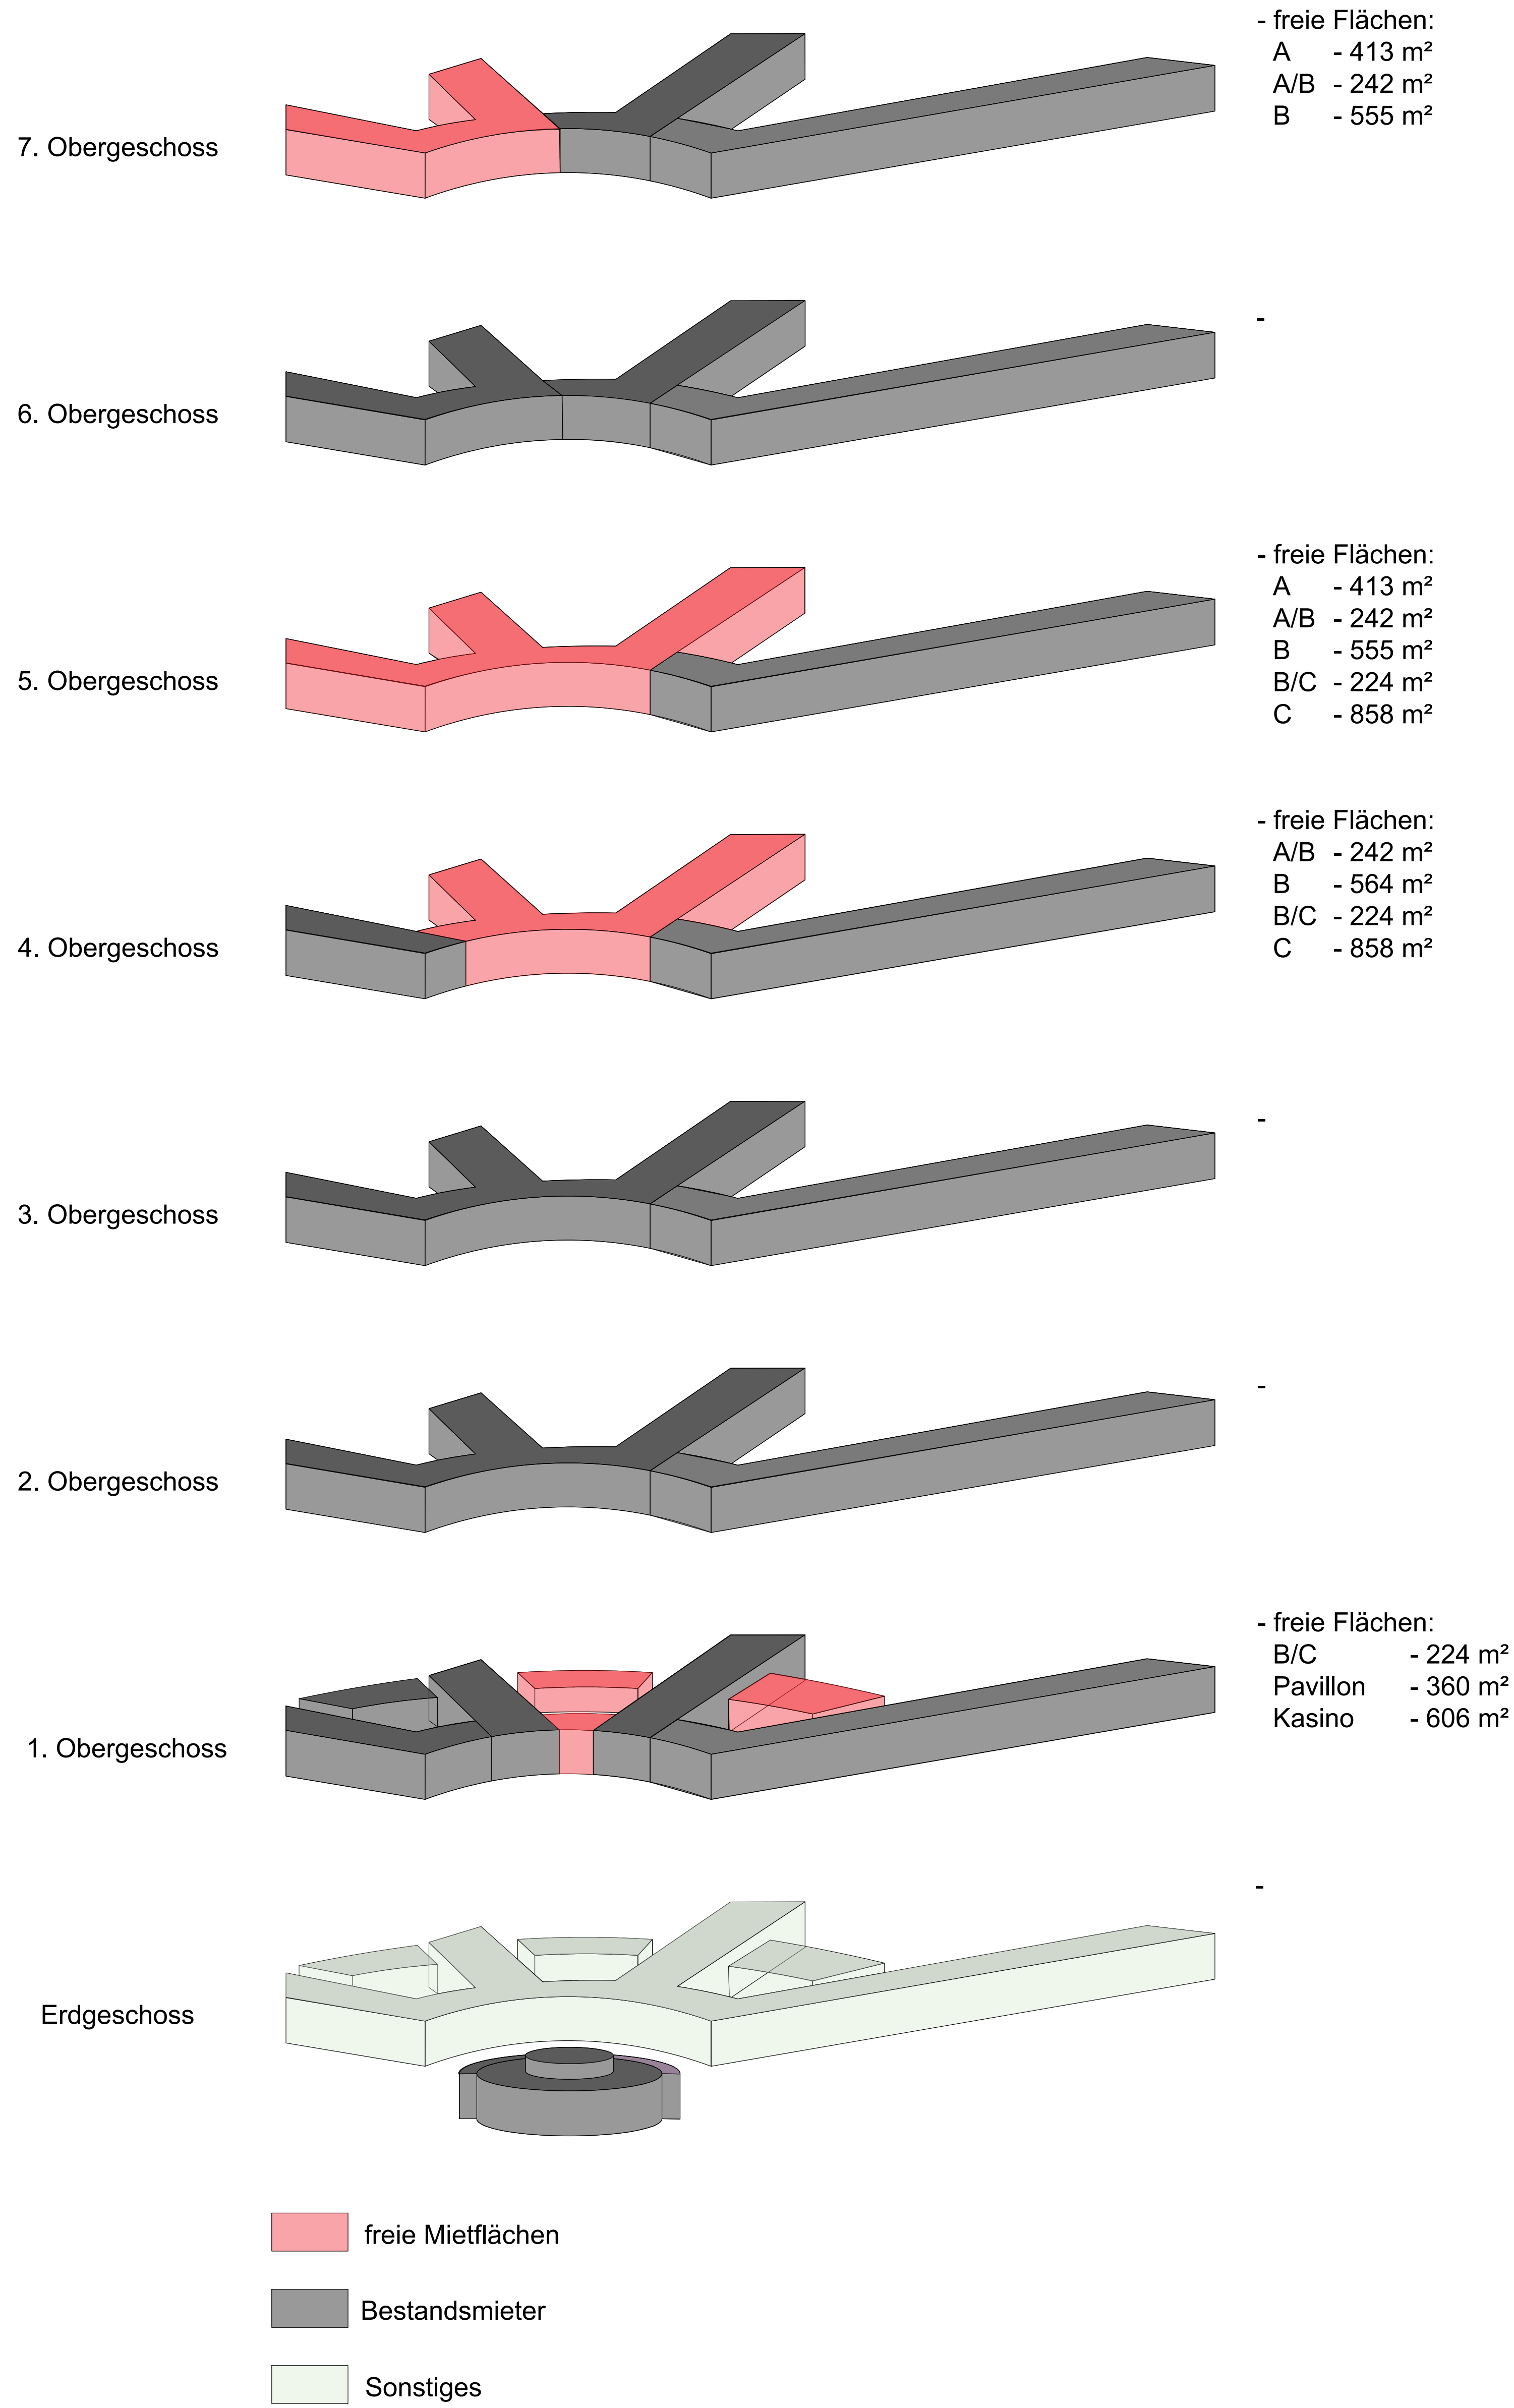 - freie Flächen:
A - 413 m²
A/B - 242 m²
B - 555 m²
7. Obergeschoss
-
6. Obergeschoss
- freie Flächen:
A - 413 m²
A/B - 242 m²
B - 555 m²
B/C - 224 m²
C - 858 m²
5. Obergeschoss
- freie Flächen:
A/B - 242 m²
B - 564 m²
B/C - 224 m²
C - 858 m²
4. Obergeschoss
-
3. Obergeschoss
-
2. Obergeschoss
- freie Flächen:
B/C - 224 m²
Pavillon - 360 m²
Kasino - 606 m²
1. Obergeschoss
-
Erdgeschoss
freie Mietflächen
Bestandsmieter
Sonstiges